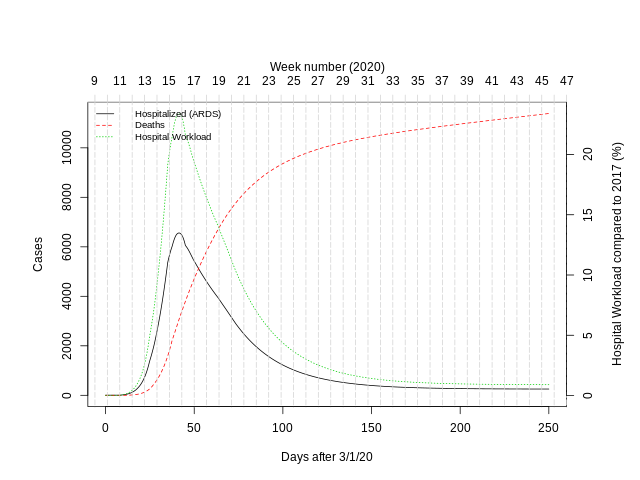 Week number (2020)
9 11 13 15 17 19 21 23 25 27 29 31 33 35 37 39 41 43 45 47
Hospitalized (ARDS)
Deaths
Hospital Workload
Cases
0 2000 4000 6000 8000 10000
Hospital Workload compared to 2017 (%)
0 5 10 15 20
0 50 100 150 200 250
Days after 3/1/20